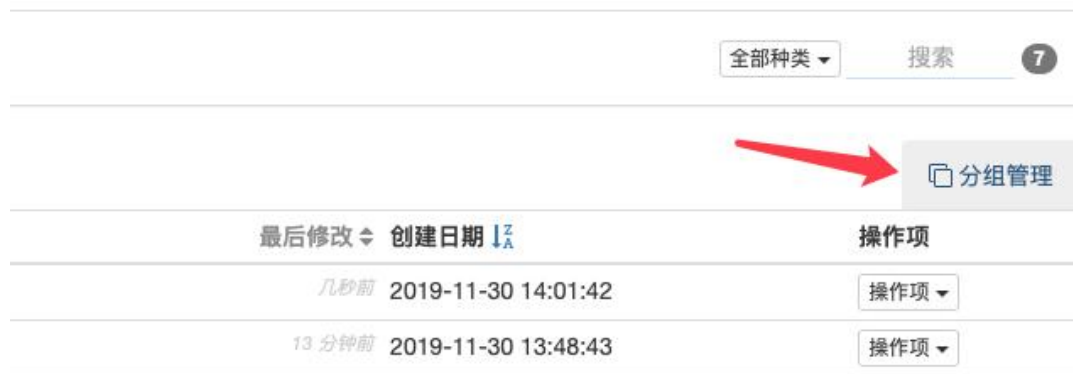 全部种类 搜索 7
分组管理
最后修改 创建日期 操作项
几秒前 2019-11-30 14:01:42 操作项
13 分钟前 2019-11-30 13:48:43 操作项